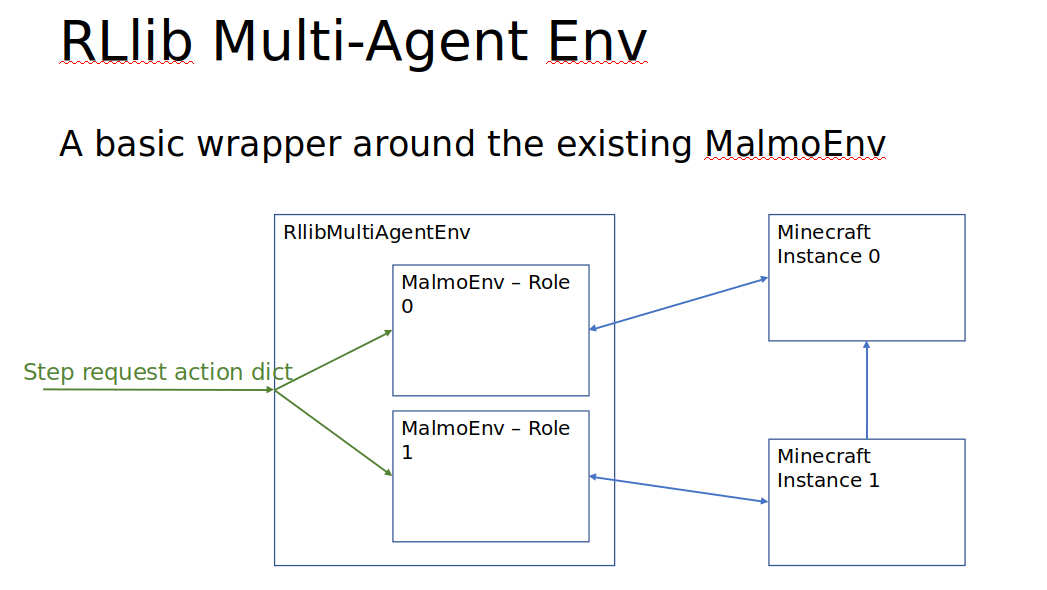 RLlib Multi-Agent Env
A basic wrapper around the existing MalmoEnv
RllibMultiAgentEnv
MalmoEnv – Role
0
Minecraft
Instance 0
Step request action dict
MalmoEnv – Role
1
Minecraft
Instance 1